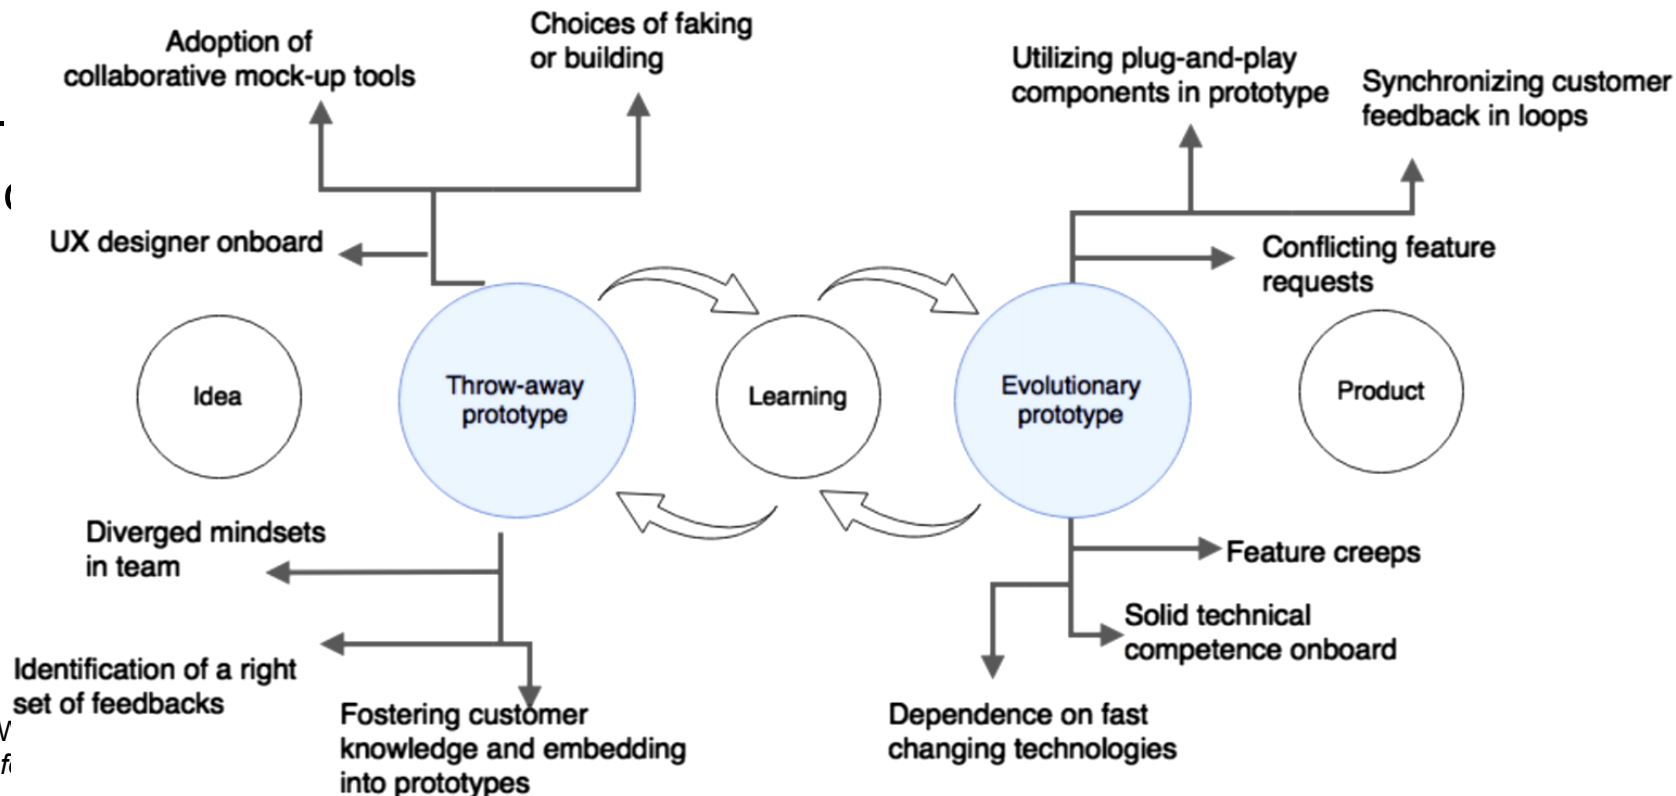 Adoption of
collaborative mock-up tools
Choices of faking
or building
Utilizing plug-and-play
components in prototype
Synchronizing customer
feedback in loops
UX designer onboard
Conflicting feature
requests
Idea
Throw-away
prototype
Learning
Evolutionary
prototype
Product
Diverged mindsets
in team
Identification of a right
set of feedbacks
Fostering customer
knowledge and embedding
into prototypes
Feature creeps
Solid technical
competence onboard
Dependence on fast
changing technologies